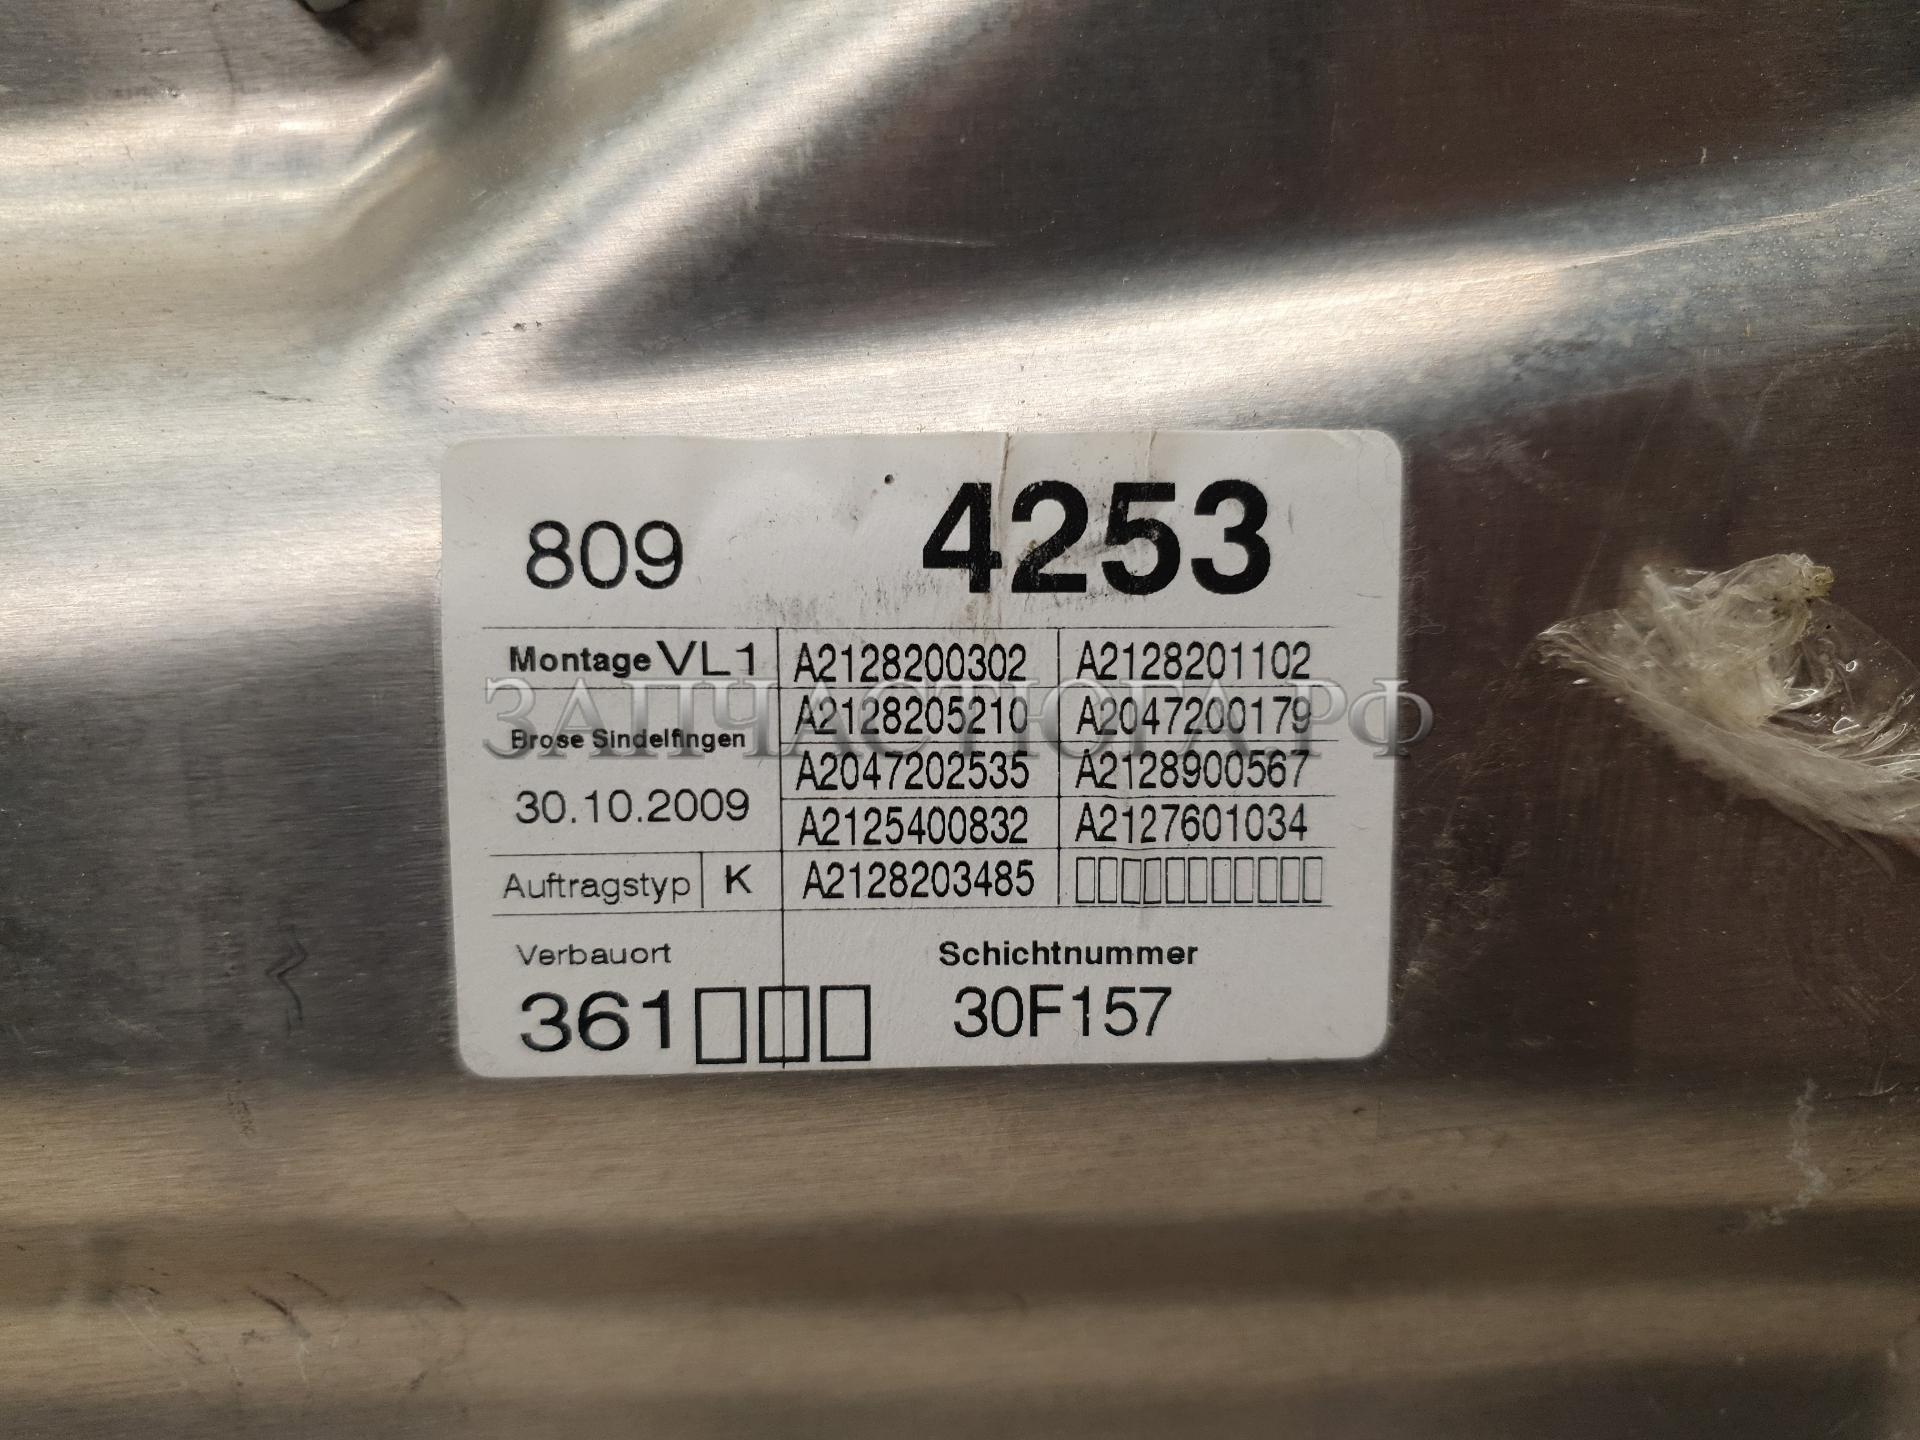 809 4253
Montage VL1 A2128200302 A2128201102
A2128205210 A2047200179
ЗАПЧАСТЮГА.РФ
Brose Sindelfingen
A2047202535 A2128900567
30.10.2009
A2125400832 A2127601034
Auftragstyp K A2128203485 □□□□□□□□□□□
Verbauort Schichtnummer
361□□□ 30F157